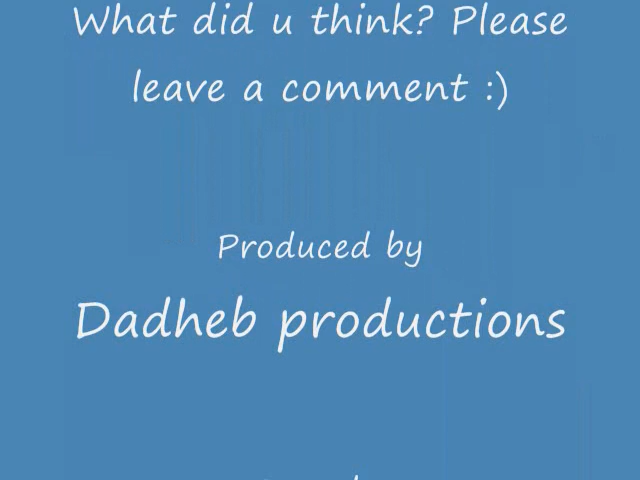 What did u think? Please
leave a comment :)
Produced by
Dadheb productions